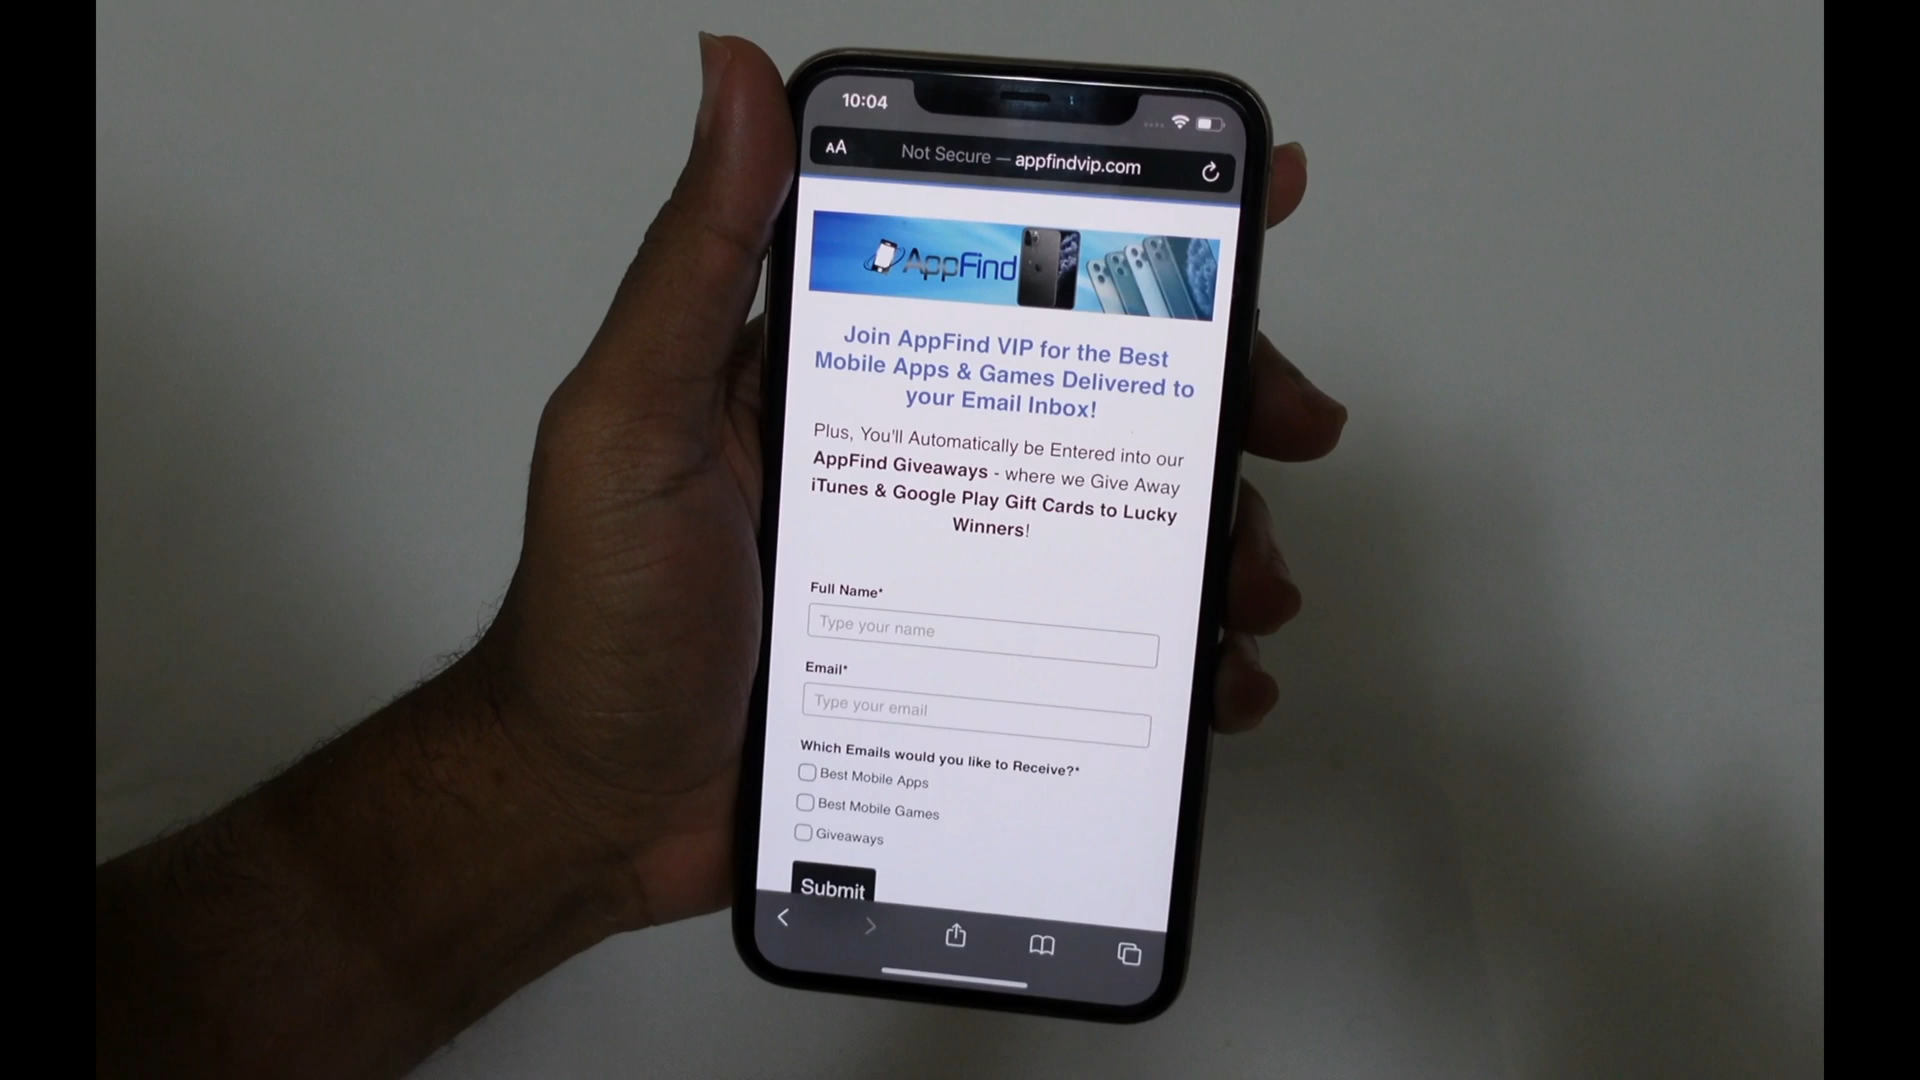 10:04
AA
Not Secure — appfindvip.com
AppFind
Join AppFind VIP for the Best
Mobile Apps & Games Delivered to
your Email Inbox!
Plus, You'll Automatically be Entered into our
AppFind Giveaways - where we Give Away
iTunes & Google Play Gift Cards to Lucky
Winners!
Full Name*
Type your name
Email*
Type your email
Which Emails would you like to Receive?*
Best Mobile Apps
Best Mobile Games
Giveaways
Submit